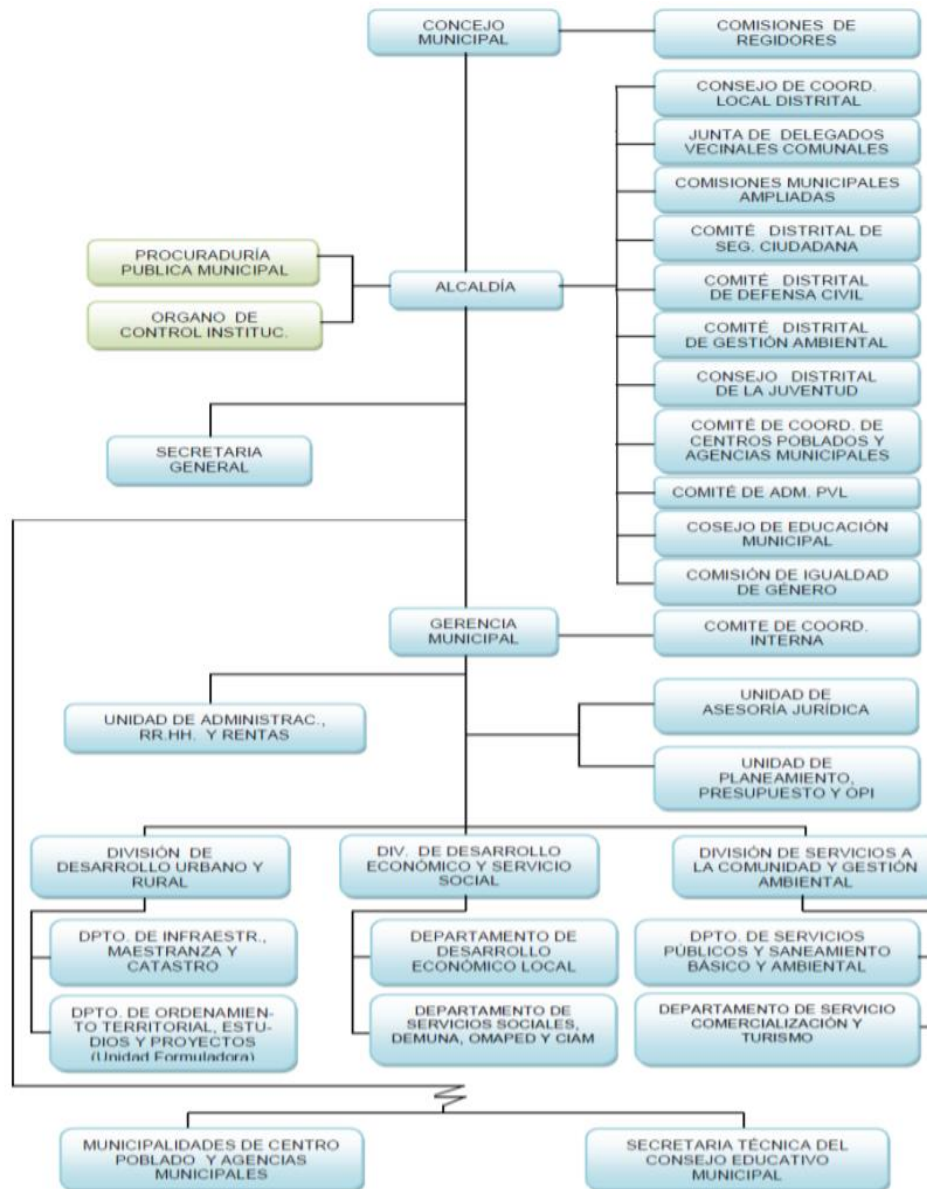 CONCEJO
MUNICIPAL
COMISIONES DE
REGIDORES
CONSEJO DE COORD.
LOCAL DISTRITAL
JUNTA DE DELEGADOS
VECINALES COMUNALES
COMISIONES MUNICIPALES
AMPLIADAS
COMITÉ DISTRITAL DE
SEG. CIUDADANA
PROCURADURÍA
PUBLICA MUNICIPAL
ALCALDÍA
COMITÉ DISTRITAL
DE DEFENSA CIVIL
ORGANO DE
CONTROL INSTITUC.
COMITÉ DISTRITAL
DE GESTIÓN AMBIENTAL
CONSEJO DISTRITAL
DE LA JUVENTUD
SECRETARIA
GENERAL
COMITÉ DE COORD. DE
CENTROS POBLADOS Y
AGENCIAS MUNICIPALES
COMITÉ DE ADM. PVL
COSEJO DE EDUCACIÓN
MUNICIPAL
COMISIÓN DE IGUALDAD
DE GÉNERO
GERENCIA
MUNICIPAL
COMITE DE COORD.
INTERNA
UNIDAD DE ADMINISTRAC.,
RR.HH. Y RENTAS
UNIDAD DE
ASESORÍA JURÍDICA
UNIDAD DE
PLANEAMIENTO,
PRESUPUESTO Y OPI
DIVISIÓN DE
DESARROLLO URBANO Y
RURAL
DIV. DE DESARROLLO
ECONÓMICO Y SERVICIO
SOCIAL
DIVISIÓN DE SERVICIOS A
LA COMUNIDAD Y GESTIÓN
AMBIENTAL
DPTO. DE INFRAESTR.,
MAESTRANZA Y
CATASTRO
DEPARTAMENTO DE
DESARROLLO
ECONÓMICO LOCAL
DPTO. DE SERVICIOS
PÚBLICOS Y SANEAMIENTO
BÁSICO Y AMBIENTAL
DPTO. DE ORDENAMIEN-
TO TERRITORIAL, ESTU-
DIOS Y PROYECTOS
(Unidad Formuladora)
DEPARTAMENTO DE
SERVICIOS SOCIALES,
DEMUNA, OMAPED Y CIAM
DEPARTAMENTO DE SERVICIO
COMERCIALIZACIÓN Y
TURISMO
MUNICIPALIDADES DE CENTRO
POBLADO Y AGENCIAS
MUNICIPALES
SECRETARIA TÉCNICA DEL
CONSEJO EDUCATIVO
MUNICIPAL